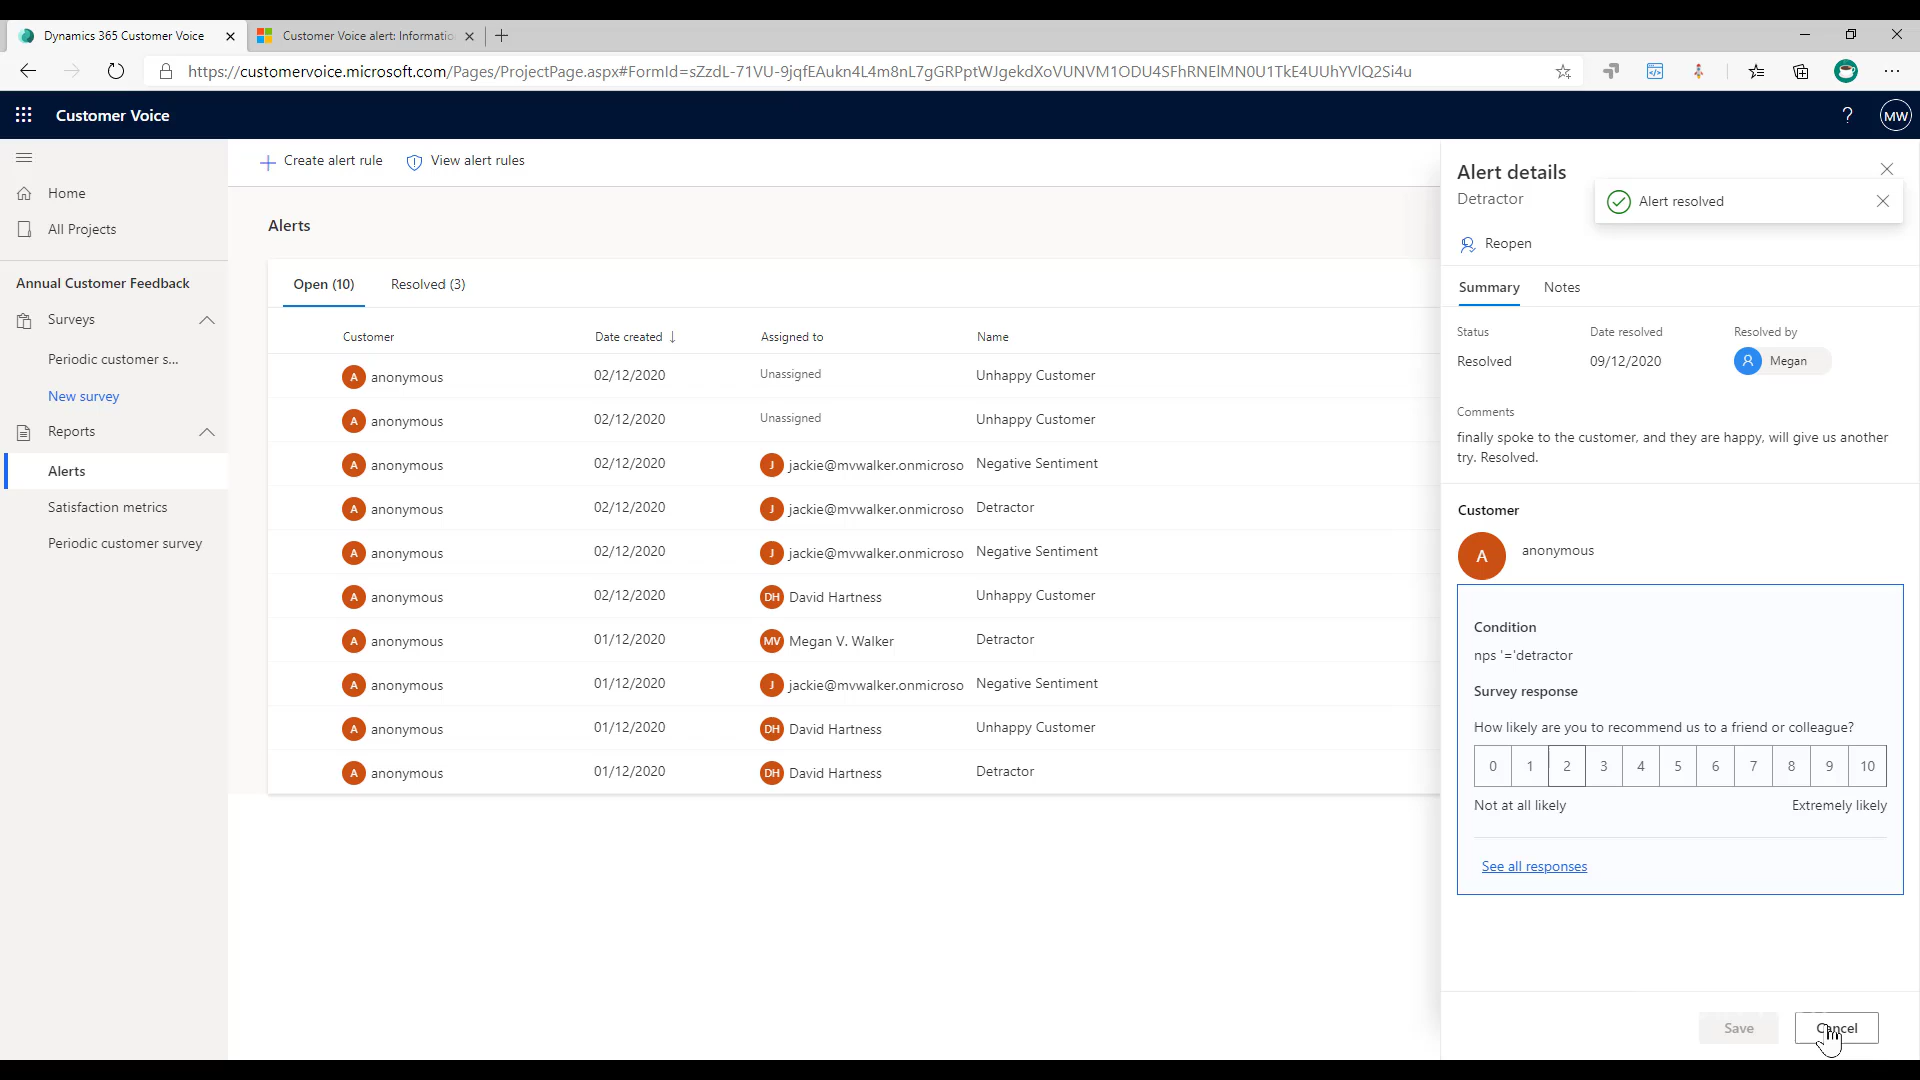 Dynamics 365 Customer Voice
Customer Voice alert: Informatio
https://customervoice.microsoft.com/Pages/ProjectPage.aspx#FormId=sZzdL-71VU-9jqfEAukn4L4m8nL7gGRPptWJgekdXoVUNVM1ODU4SFhRNElMN0U1TkE4UUhYVlQ2Si4u
Customer Voice
?
MW
Home
All Projects
Annual Customer Feedback
Surveys
Periodic customer s...
New survey
Reports
Alerts
Satisfaction metrics
Periodic customer survey
Create alert rule
View alert rules
Alerts
Open (10)
Resolved (3)
Customer Date created ↓ Assigned to Name
A anonymous 02/12/2020 Unassigned Unhappy Customer
A anonymous 02/12/2020 Unassigned Unhappy Customer
A anonymous 02/12/2020 J jackie@mvwalker.onmicroso Negative Sentiment
A anonymous 02/12/2020 J jackie@mvwalker.onmicroso Detractor
A anonymous 02/12/2020 J jackie@mvwalker.onmicroso Negative Sentiment
A anonymous 02/12/2020 DH David Hartness Unhappy Customer
A anonymous 01/12/2020 MV Megan V. Walker Detractor
A anonymous 01/12/2020 J jackie@mvwalker.onmicroso Negative Sentiment
A anonymous 01/12/2020 DH David Hartness Unhappy Customer
A anonymous 01/12/2020 DH David Hartness Detractor
Alert details
Detractor
Alert resolved
Reopen
Summary Notes
Status Date resolved Resolved by
Resolved 09/12/2020 Megan
Comments
finally spoke to the customer, and they are happy, will give us another
try. Resolved.
Customer
A anonymous
Condition
nps '='detractor
Survey response
How likely are you to recommend us to a friend or colleague?
0 1 2 3 4 5 6 7 8 9 10
Not at all likely Extremely likely
See all responses
Save Cancel